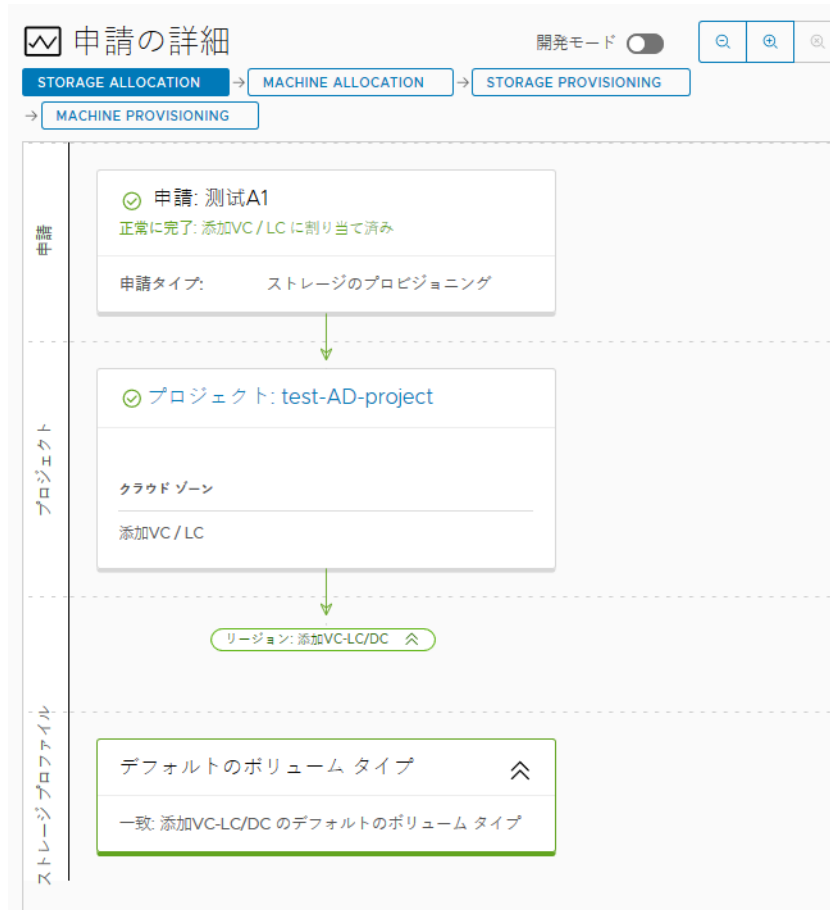 申請の詳細
開発モード
STORAGE ALLOCATION → MACHINE ALLOCATION → STORAGE PROVISIONING
→ MACHINE PROVISIONING
申請
申請: 测试A1
正常に完了: 添加VC / LC に割り当て済み
申請タイプ: ストレージのプロビジョニング
プロジェクト
プロジェクト: test-AD-project
クラウド ゾーン
添加VC / LC
リージョン: 添加VC-LC/DC
ストレージ プロファイル
デフォルトのボリューム タイプ
一致: 添加VC-LC/DC のデフォルトのボリューム タイプ